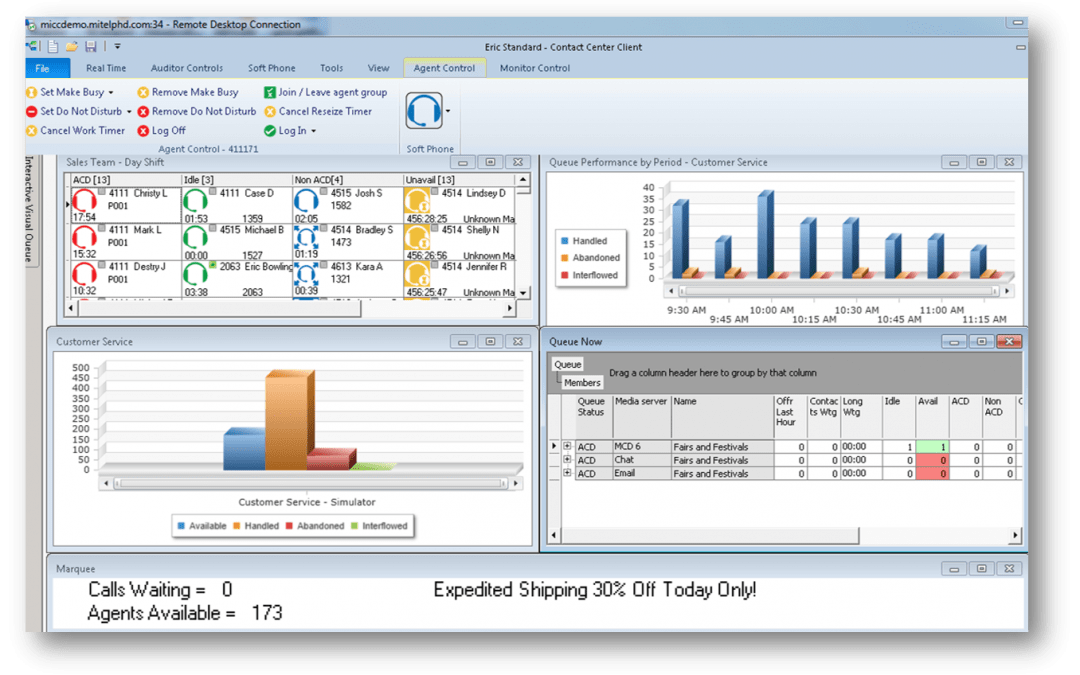 miccdemo.mitelphd.com:34 - Remote Desktop Connection
Eric Standard - Contact Center Client
File Real Time Auditor Controls Soft Phone Tools View Agent Control Monitor Control
Set Make Busy Remove Make Busy Join / Leave agent group
Set Do Not Disturb Remove Do Not Disturb Cancel Reseize Timer
Cancel Work Timer Log Off Log In
Agent Control - 411171 Soft Phone
Interactive Visual Queue
Sales Team - Day Shift
ACD [13] Idle [3] Non ACD[4] Unavail [13]
4111 Christy L 4111 Case D 4515 Josh S 4514 Lindsey D
P001 1582
17:54 01:53 1359 02:05 456:28:25 Unknown Ma
4111 Mark L 4515 Michael B 4514 Bradley S 4514 Shelly N
P001 1473
15:32 00:00 1527 01:19 456:26:56 Unknown Ma
4111 Destry J 2063 Eric Bowling 4613 Kara A 4514 Jennifer R
P001 1321
10:32 03:38 2063 00:39 456:25:47 Unknown Ma
Queue Performance by Period - Customer Service
40
35
30
25
20
15
10
5
0
Handled
Abandoned
Interflowed
9:30 AM 10:00 AM 10:30 AM 11:00 AM
9:45 AM 10:15 AM 10:45 AM 11:15 AM
Customer Service
500
450
400
350
300
250
200
150
100
50
0
Customer Service - Simulator
Available Handled Abandoned Interflowed
Queue Now
Queue
Members
Drag a column header here to group by that column
Queue Status Media server Name Offr Last Hour Contac ts Wtg Long Wtg Idle Avail ACD Non ACD
ACD MCD 6 Fairs and Festivals 0 0 00:00 1 1 0 0
ACD Chat Fairs and Festivals 0 0 00:00 0 0 0 0
ACD Email Fairs and Festivals 0 0 00:00 0 0 0 0
Marquee
Calls Waiting = 0 Expedited Shipping 30% Off Today Only!
Agents Available = 173